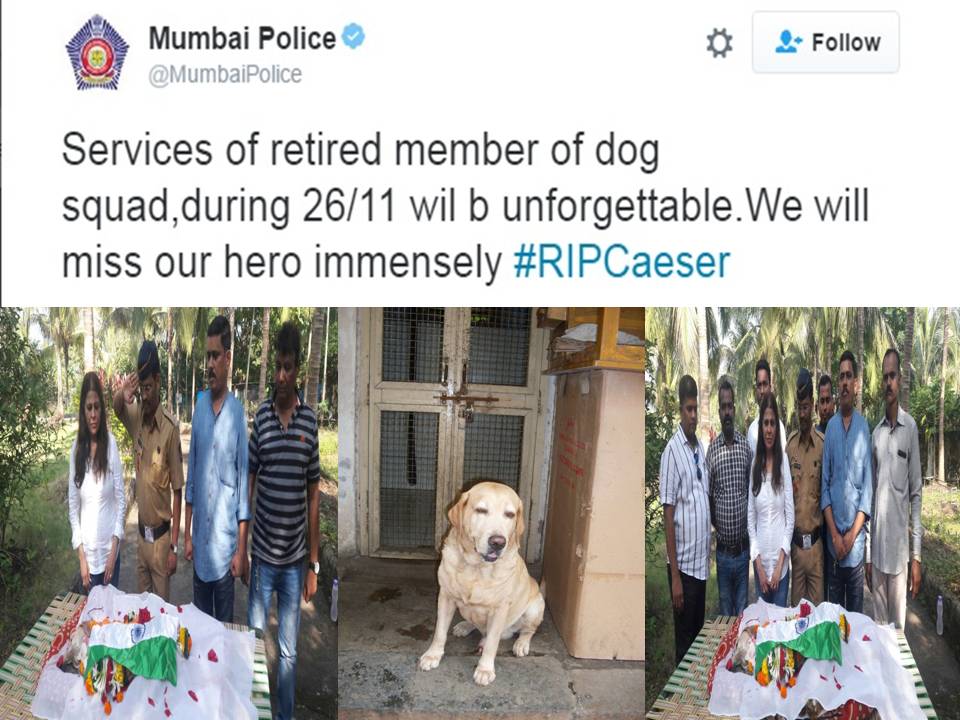 Mumbai Police
@MumbaiPolice
Follow
Services of retired member of dog
squad,during 26/11 wil b unforgettable.We will
miss our hero immensely #RIPCaeser